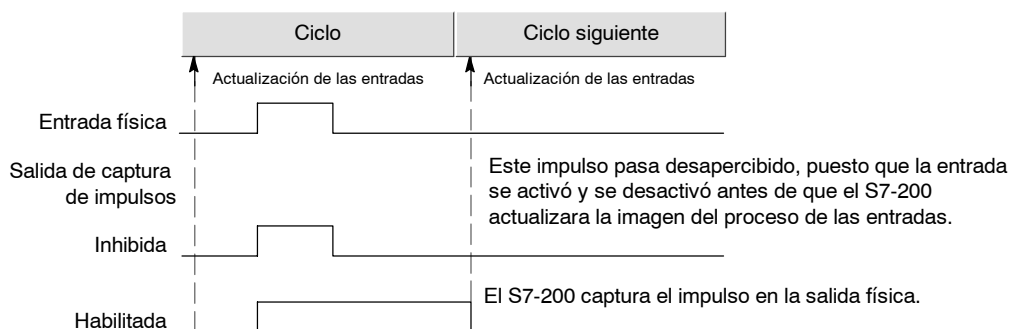 Ciclo
Ciclo siguiente
Actualización de las entradas
Actualización de las entradas
Entrada física
Salida de captura
de impulsos
Este impulso pasa desapercibido, puesto que la entrada
se activó y se desactivó antes de que el S7-200
actualizara la imagen del proceso de las entradas.
Inhibida
El S7-200 captura el impulso en la salida física.
Habilitada